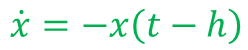 ẋ = −x(t − h)